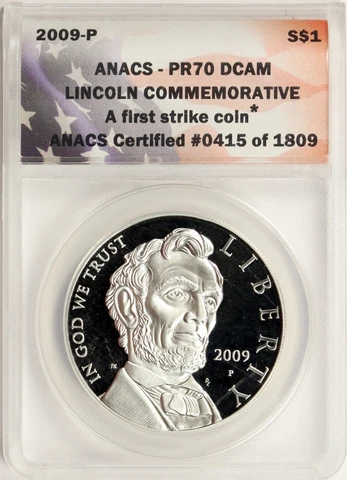 2009-P S$1
ANACS - PR70 DCAM
LINCOLN COMMEMORATIVE
A first strike coin*
ANACS Certified #0415 of 1809
IN GOD WE TRUST
LIBERTY
2009
P